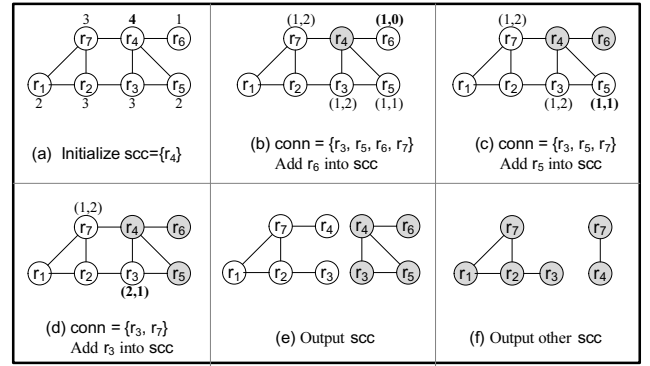 3 4 1
r7 r4 r6
r1 r2 r3 r5
2 3 3 2
(a) Initialize scc={r4}
(1,2) (1,0)
r7 r4 r6
r1 r2 r3 r5
(1,2) (1,1)
(b) conn = {r3, r5, r6, r7}
Add r6 into scc
(1,2)
r7 r4 r6
r1 r2 r3 r5
(1,2) (1,1)
(c) conn = {r3, r5, r7}
Add r5 into scc
(1,2)
r7 r4 r6
r1 r2 r3 r5
(2,1)
(d) conn = {r3, r7}
Add r3 into scc
r7 r4 r4 r6
r1 r2 r3 r3 r5
(e) Output scc
r7 r7
r1 r2 r3 r4
(f) Output other scc